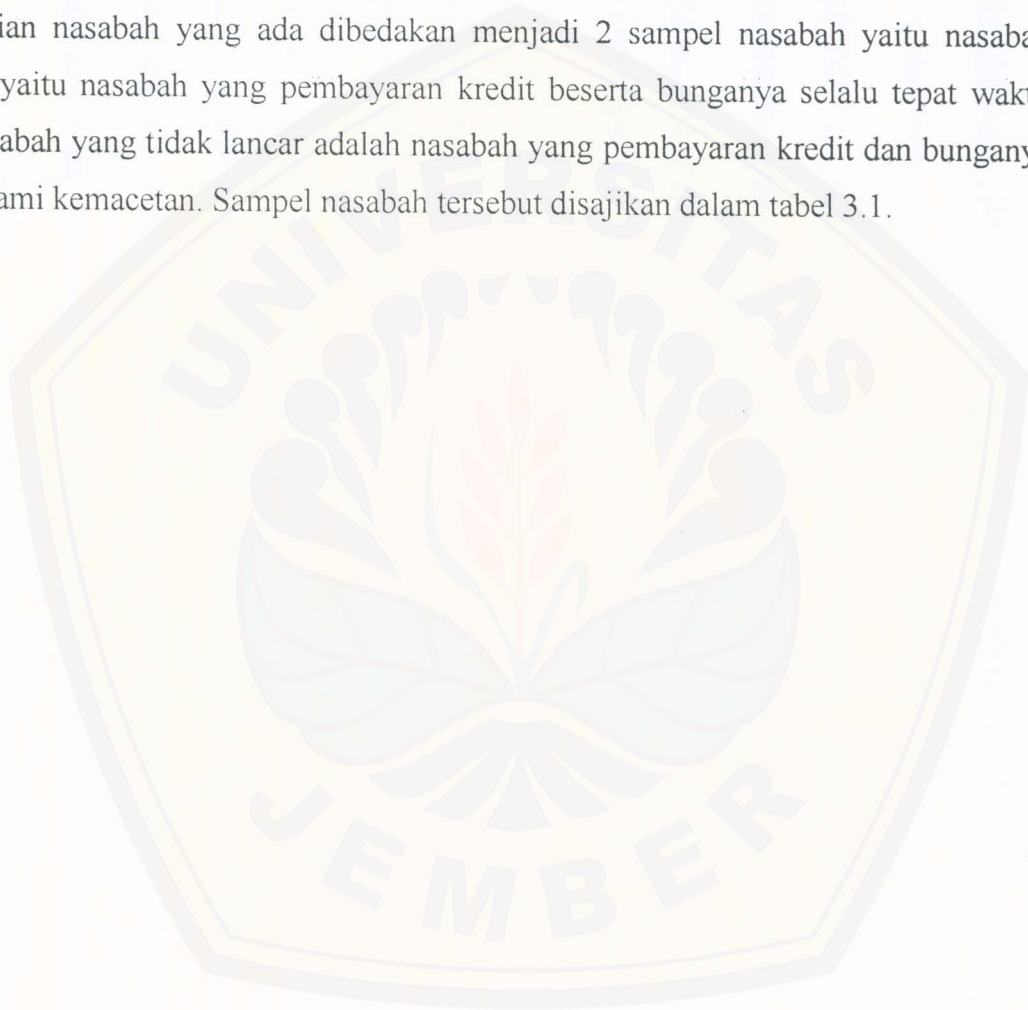 ian nasabah yang ada dibedakan menjadi 2 sampel nasabah yaitu nasaba
yaitu nasabah yang pembayaran kredit beserta bunganya selalu tepat wakt
abah yang tidak lancar adalah nasabah yang pembayaran kredit dan bungany
ami kemacetan. Sampel nasabah tersebut disajikan dalam tabel 3.1.
UNIVERSITAS
JEMBER